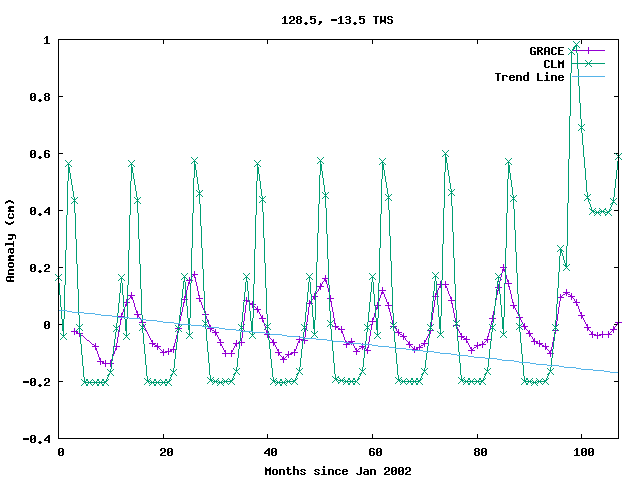 128.5, -13.5 TWS
GRACE
CLM
Trend Line
1
0.8
0.6
0.4
0.2
0
-0.2
-0.4
Anomaly (cm)
0 20 40 60 80 100
Months since Jan 2002